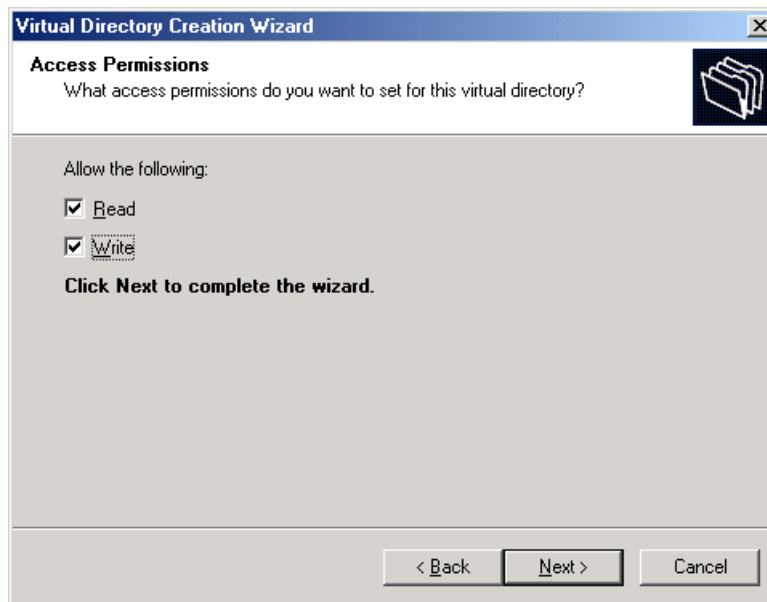 Virtual Directory Creation Wizard
Access Permissions
What access permissions do you want to set for this virtual directory?
Allow the following:
Read
Write
Click Next to complete the wizard.
< Back Next > Cancel